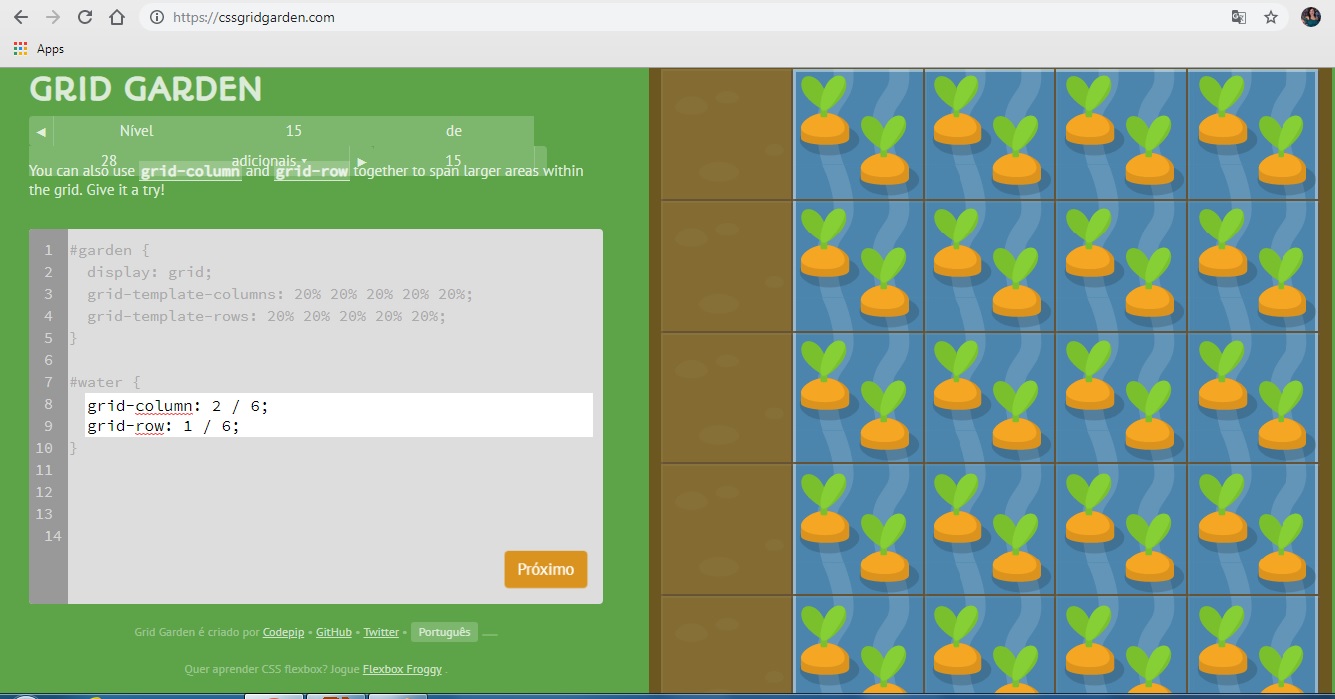 https://cssgridgarden.com
Apps
GRID GARDEN
◀ Nível 15 de
28 adicionais ▾ ▶ 15
You can also use grid-column and grid-row together to span larger areas within
the grid. Give it a try!
1 #garden {
2 display: grid;
3 grid-template-columns: 20% 20% 20% 20% 20%;
4 grid-template-rows: 20% 20% 20% 20% 20%;
5 }
6
7 #water {
8 grid-column: 2 / 6;
9 grid-row: 1 / 6;
10 }
11
12
13
14
Próximo
Grid Garden é criado por Codepip • GitHub • Twitter • Português
Quer aprender CSS flexbox? Jogue Flexbox Froggy .